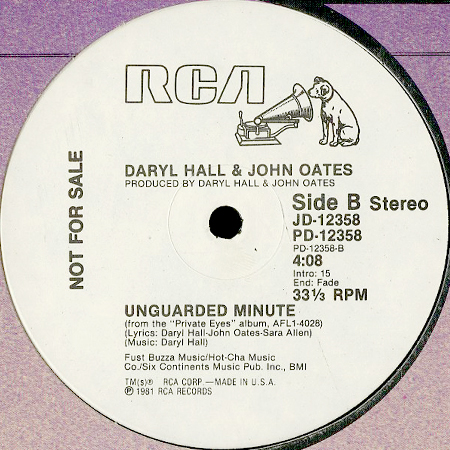 RCA
NOT FOR SALE
DARYL HALL & JOHN OATES
PRODUCED BY DARYL HALL & JOHN OATES
Side B Stereo
JD-12358
PD-12358
PD-12358-B
4:08
Intro: 15
End: Fade
33⅓ RPM
UNGUARDED MINUTE
(from the "Private Eyes" album, AFL1-4028)
(Lyrics: Daryl Hall-John Oates-Sara Allen)
(Music: Daryl Hall)
Fust Buzza Music/Hot-Cha Music
Co./Six Continents Music Pub. Inc., BMI
TM(s)® RCA CORP.—MADE IN U.S.A.
℗ 1981 RCA RECORDS